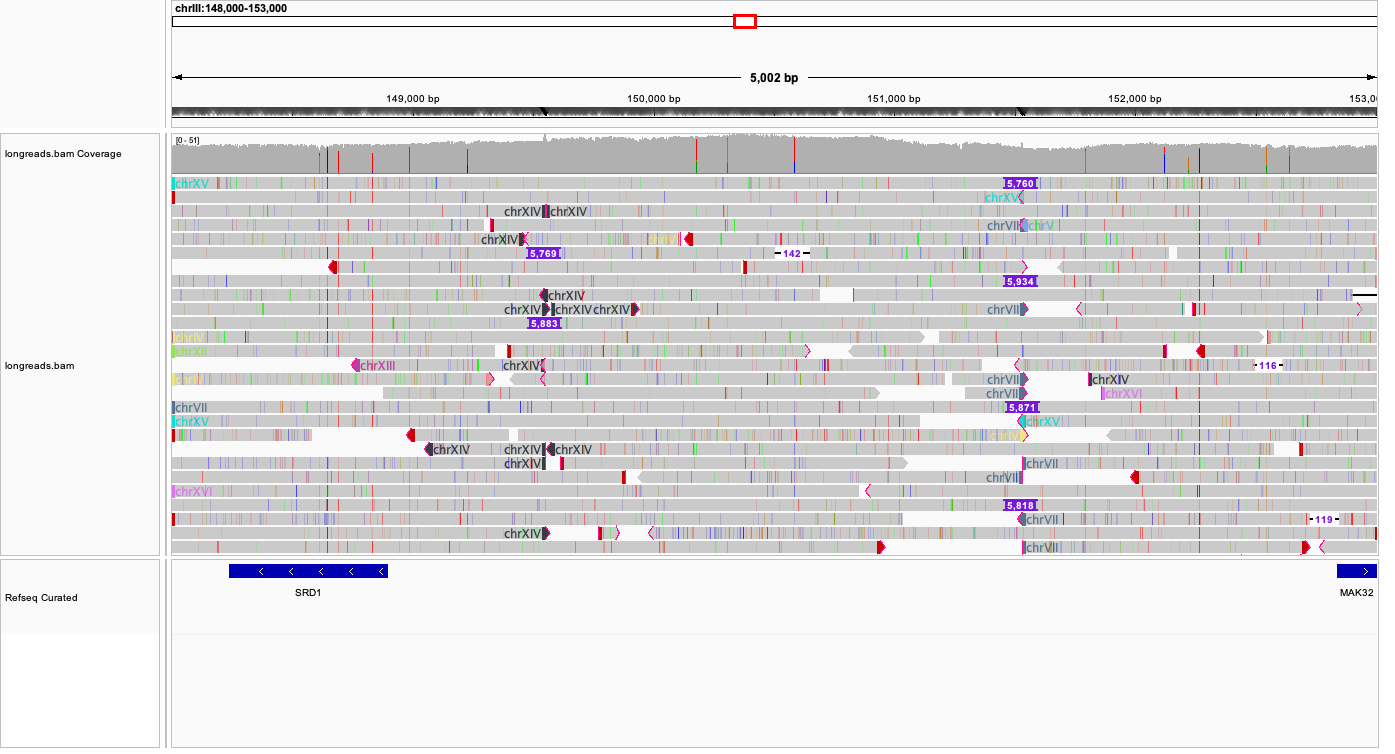 chrIII:148,000-153,000
5,002 bp
149,000 bp 150,000 bp 151,000 bp 152,000 bp 153,0
longreads.bam Coverage
[0 - 51]
chrXV 5,760
chrXV
chrXIV chrXIV
chrVII chrV
chrXIV
5,769 142
5,934
chrXIV
chrXIV chrXIV chrXIV chrVII
5,883
chrIV
chrXII
longreads.bam
chrXIII chrXIV 116
chrVII chrXIV
chrVII chrXVI
chrVII 5,871
chrXV chrXV
chrXIV chrXIV chrXIV
chrXIV chrVII
chrVII
chrXVI
5,818
chrVII 119
chrXIV
chrVII
Refseq Curated
SRD1 MAK32